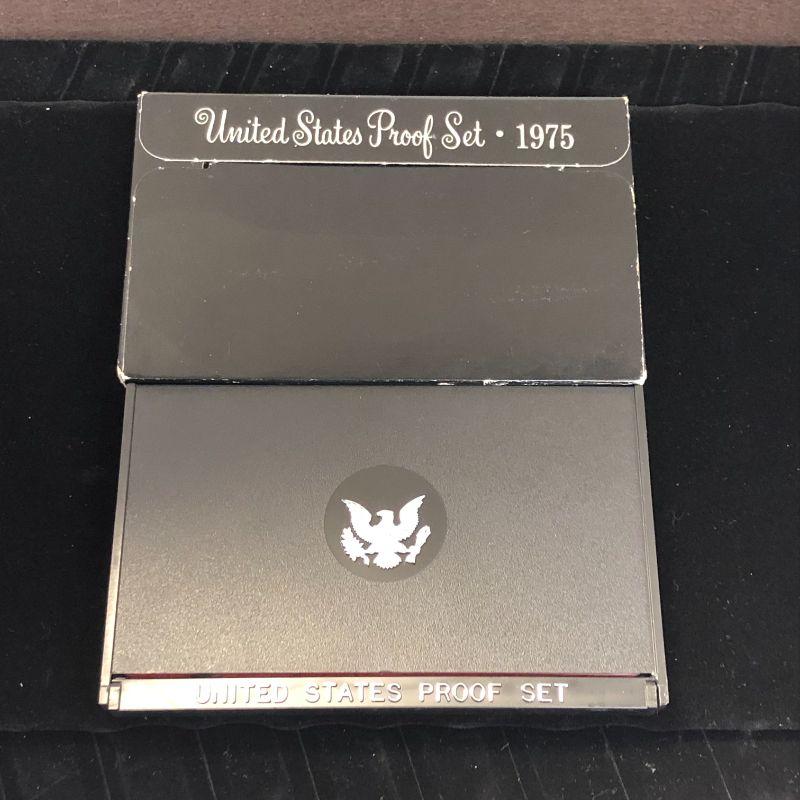 United States Proof Set • 1975
UNITED STATES PROOF SET